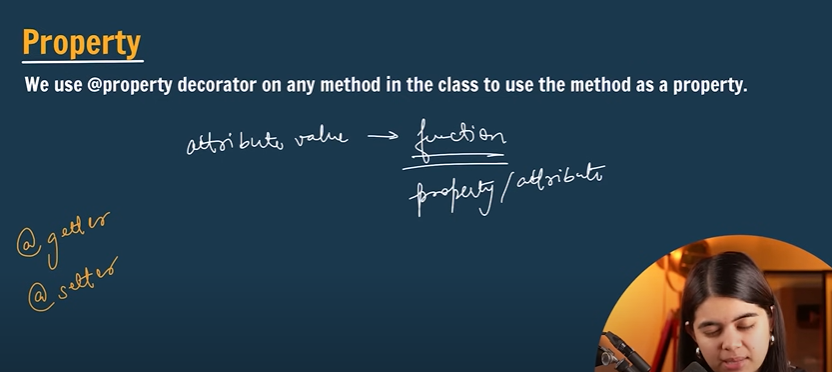 Property
We use @property decorator on any method in the class to use the method as a property.
attribute value → function
property / attribute
@getter
@setter